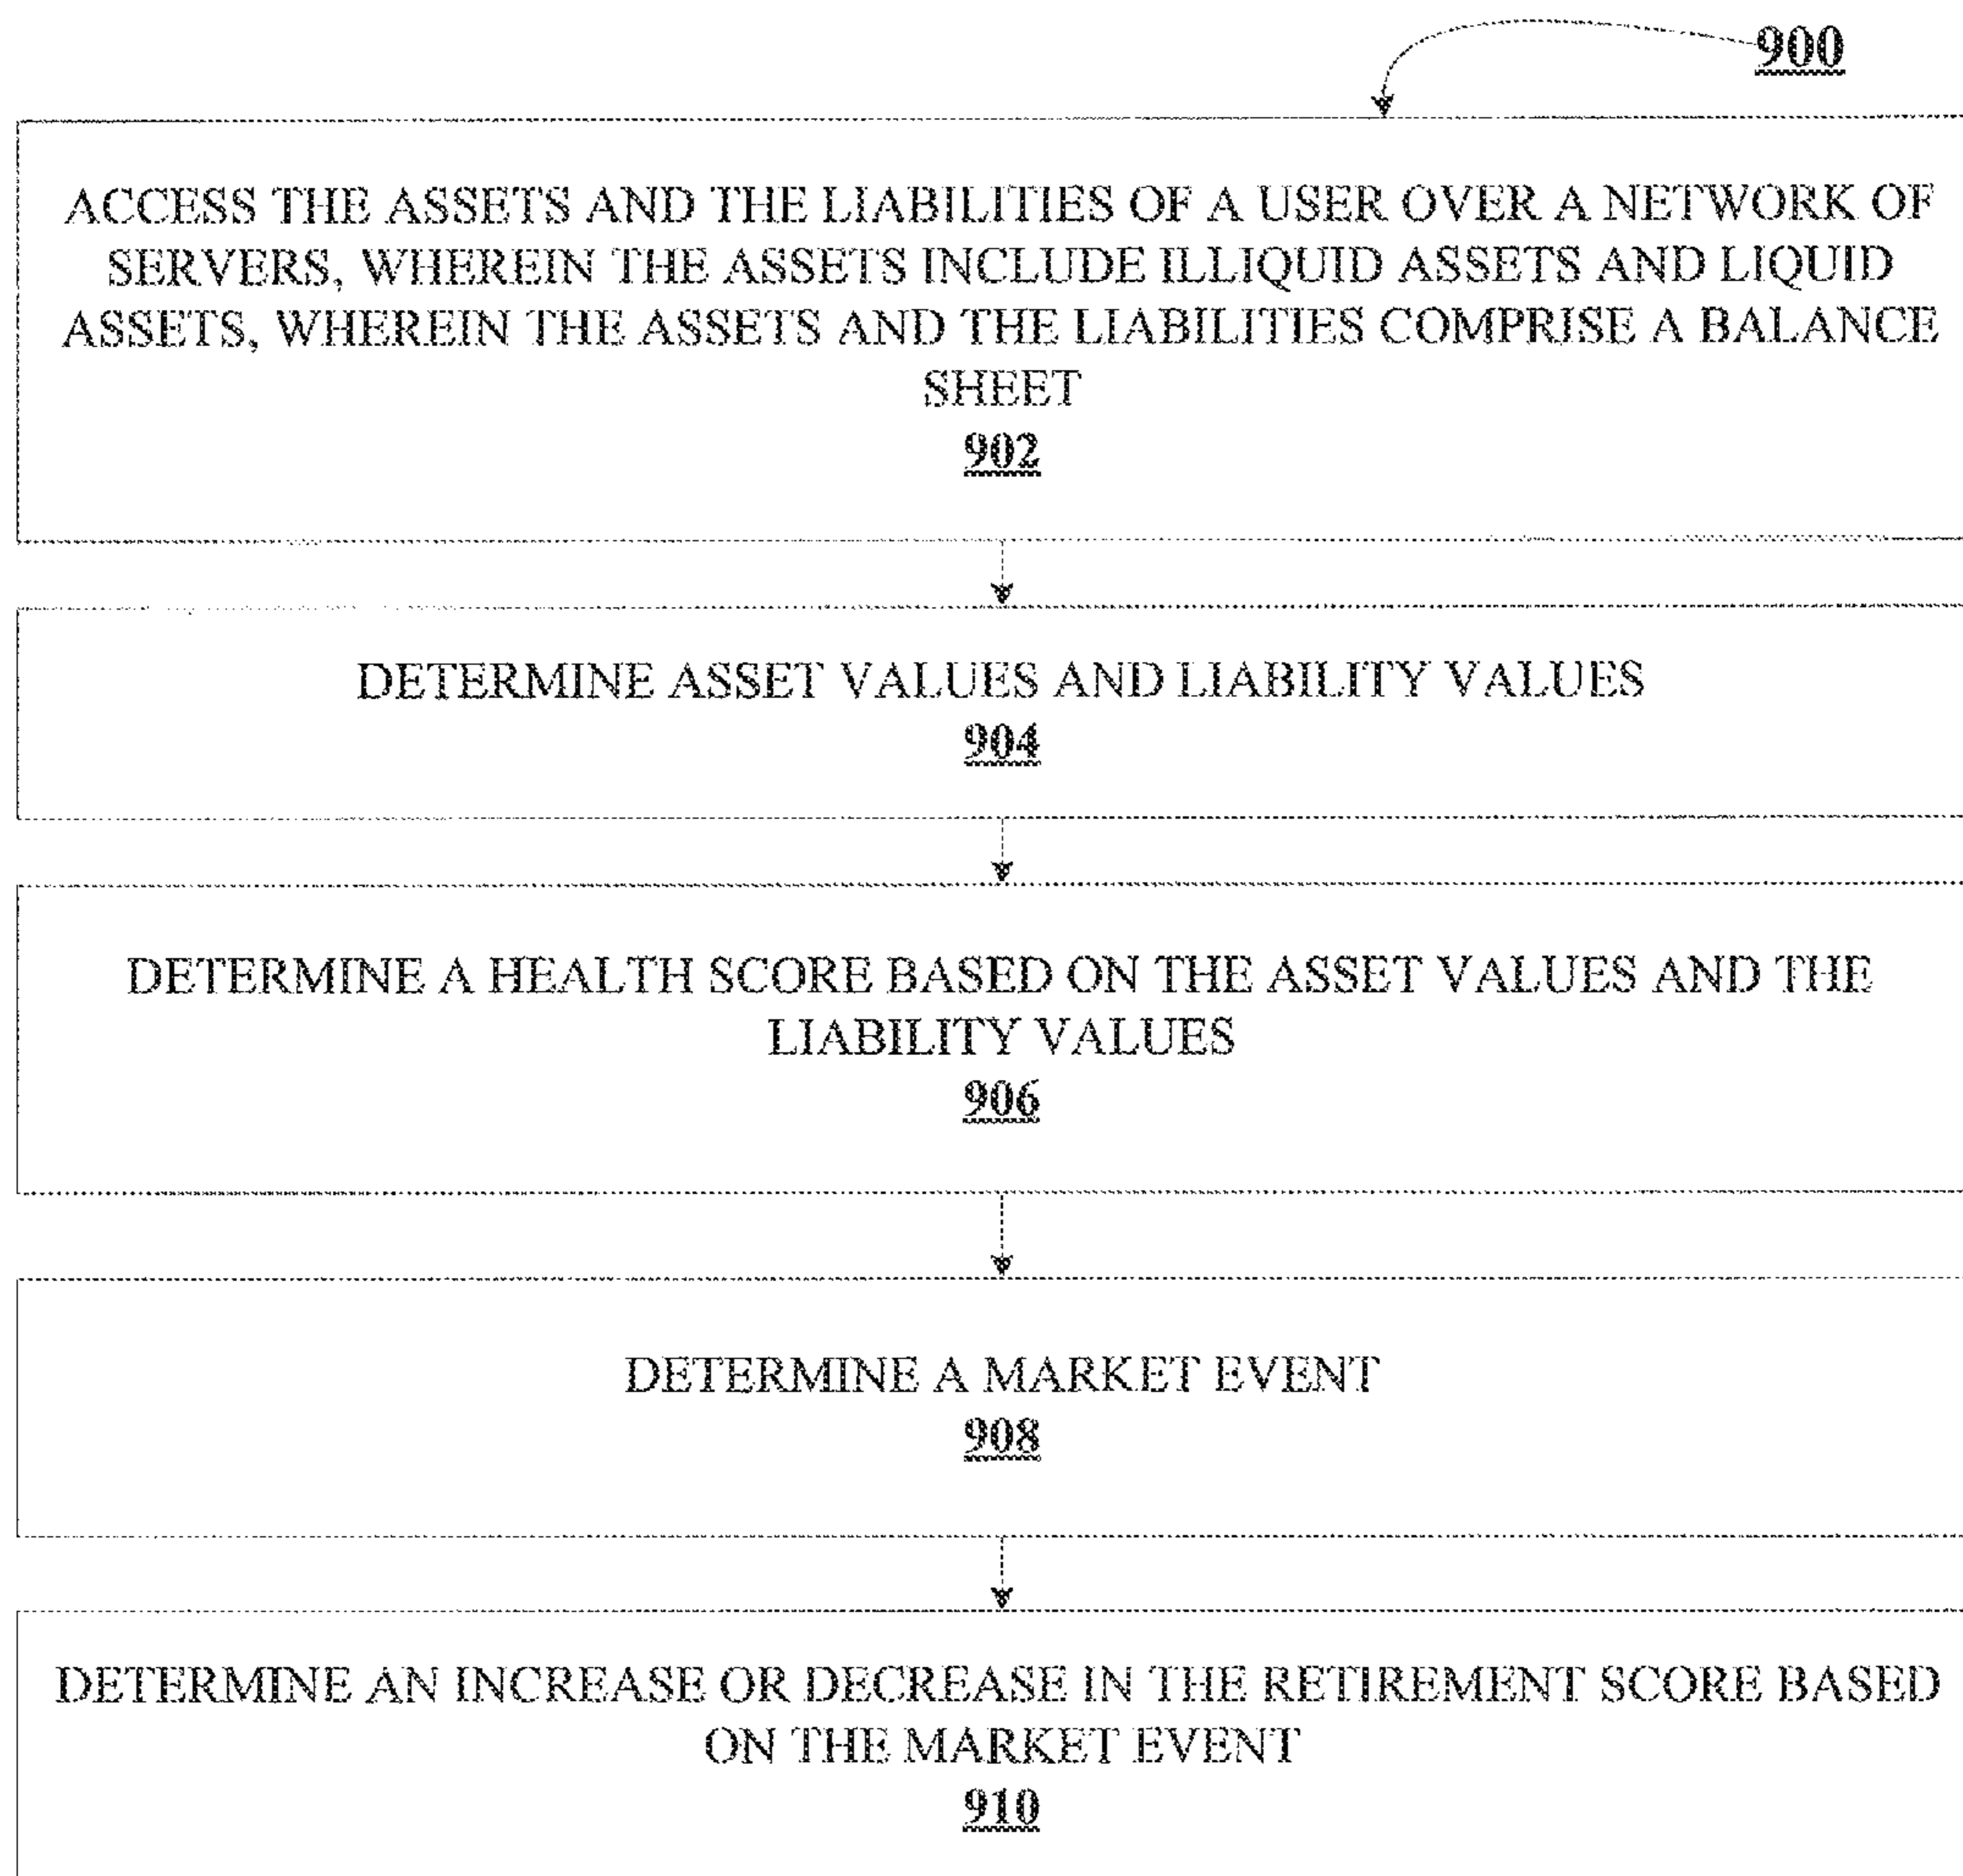 900
ACCESS THE ASSETS AND THE LIABILITIES OF A USER OVER A NETWORK OF
SERVERS, WHEREIN THE ASSETS INCLUDE ILLIQUID ASSETS AND LIQUID
ASSETS, WHEREIN THE ASSETS AND THE LIABILITIES COMPRISE A BALANCE
SHEET
902
DETERMINE ASSET VALUES AND LIABILITY VALUES
904
DETERMINE A HEALTH SCORE BASED ON THE ASSET VALUES AND THE
LIABILITY VALUES
906
DETERMINE A MARKET EVENT
908
DETERMINE AN INCREASE OR DECREASE IN THE RETIREMENT SCORE BASED
ON THE MARKET EVENT
910